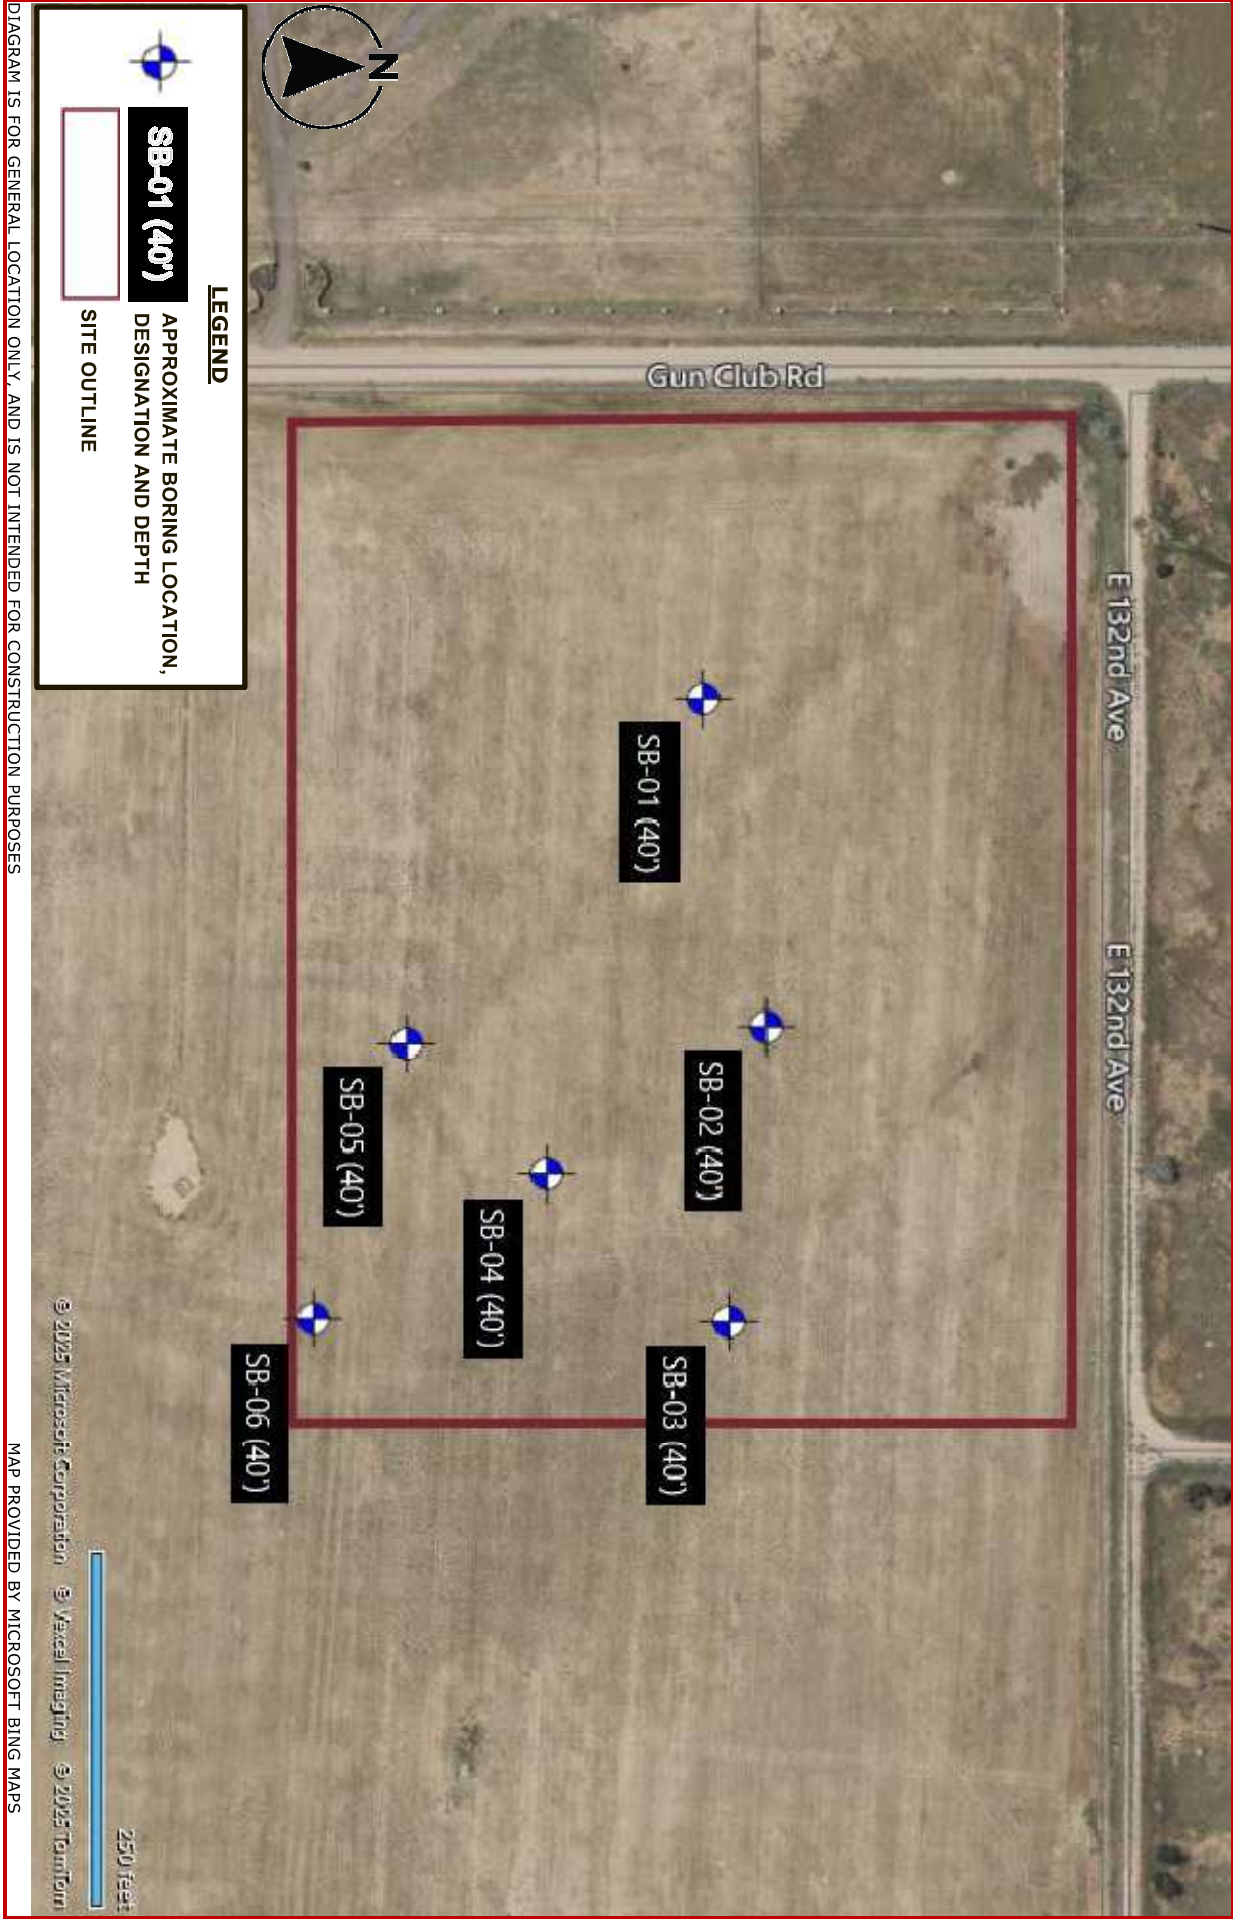 N
Gun Club Rd
E 132nd Ave
E 132nd Ave
SB-01 (40')
SB-02 (40')
SB-03 (40')
SB-04 (40')
SB-05 (40')
SB-06 (40')
LEGEND
SB-01 (40')
APPROXIMATE BORING LOCATION,
DESIGNATION AND DEPTH
SITE OUTLINE
250 feet
© 2025 Microsoft Corporation © Vexcel Imaging © 2025 TomTom
DIAGRAM IS FOR GENERAL LOCATION ONLY, AND IS NOT INTENDED FOR CONSTRUCTION PURPOSES
MAP PROVIDED BY MICROSOFT BING MAPS